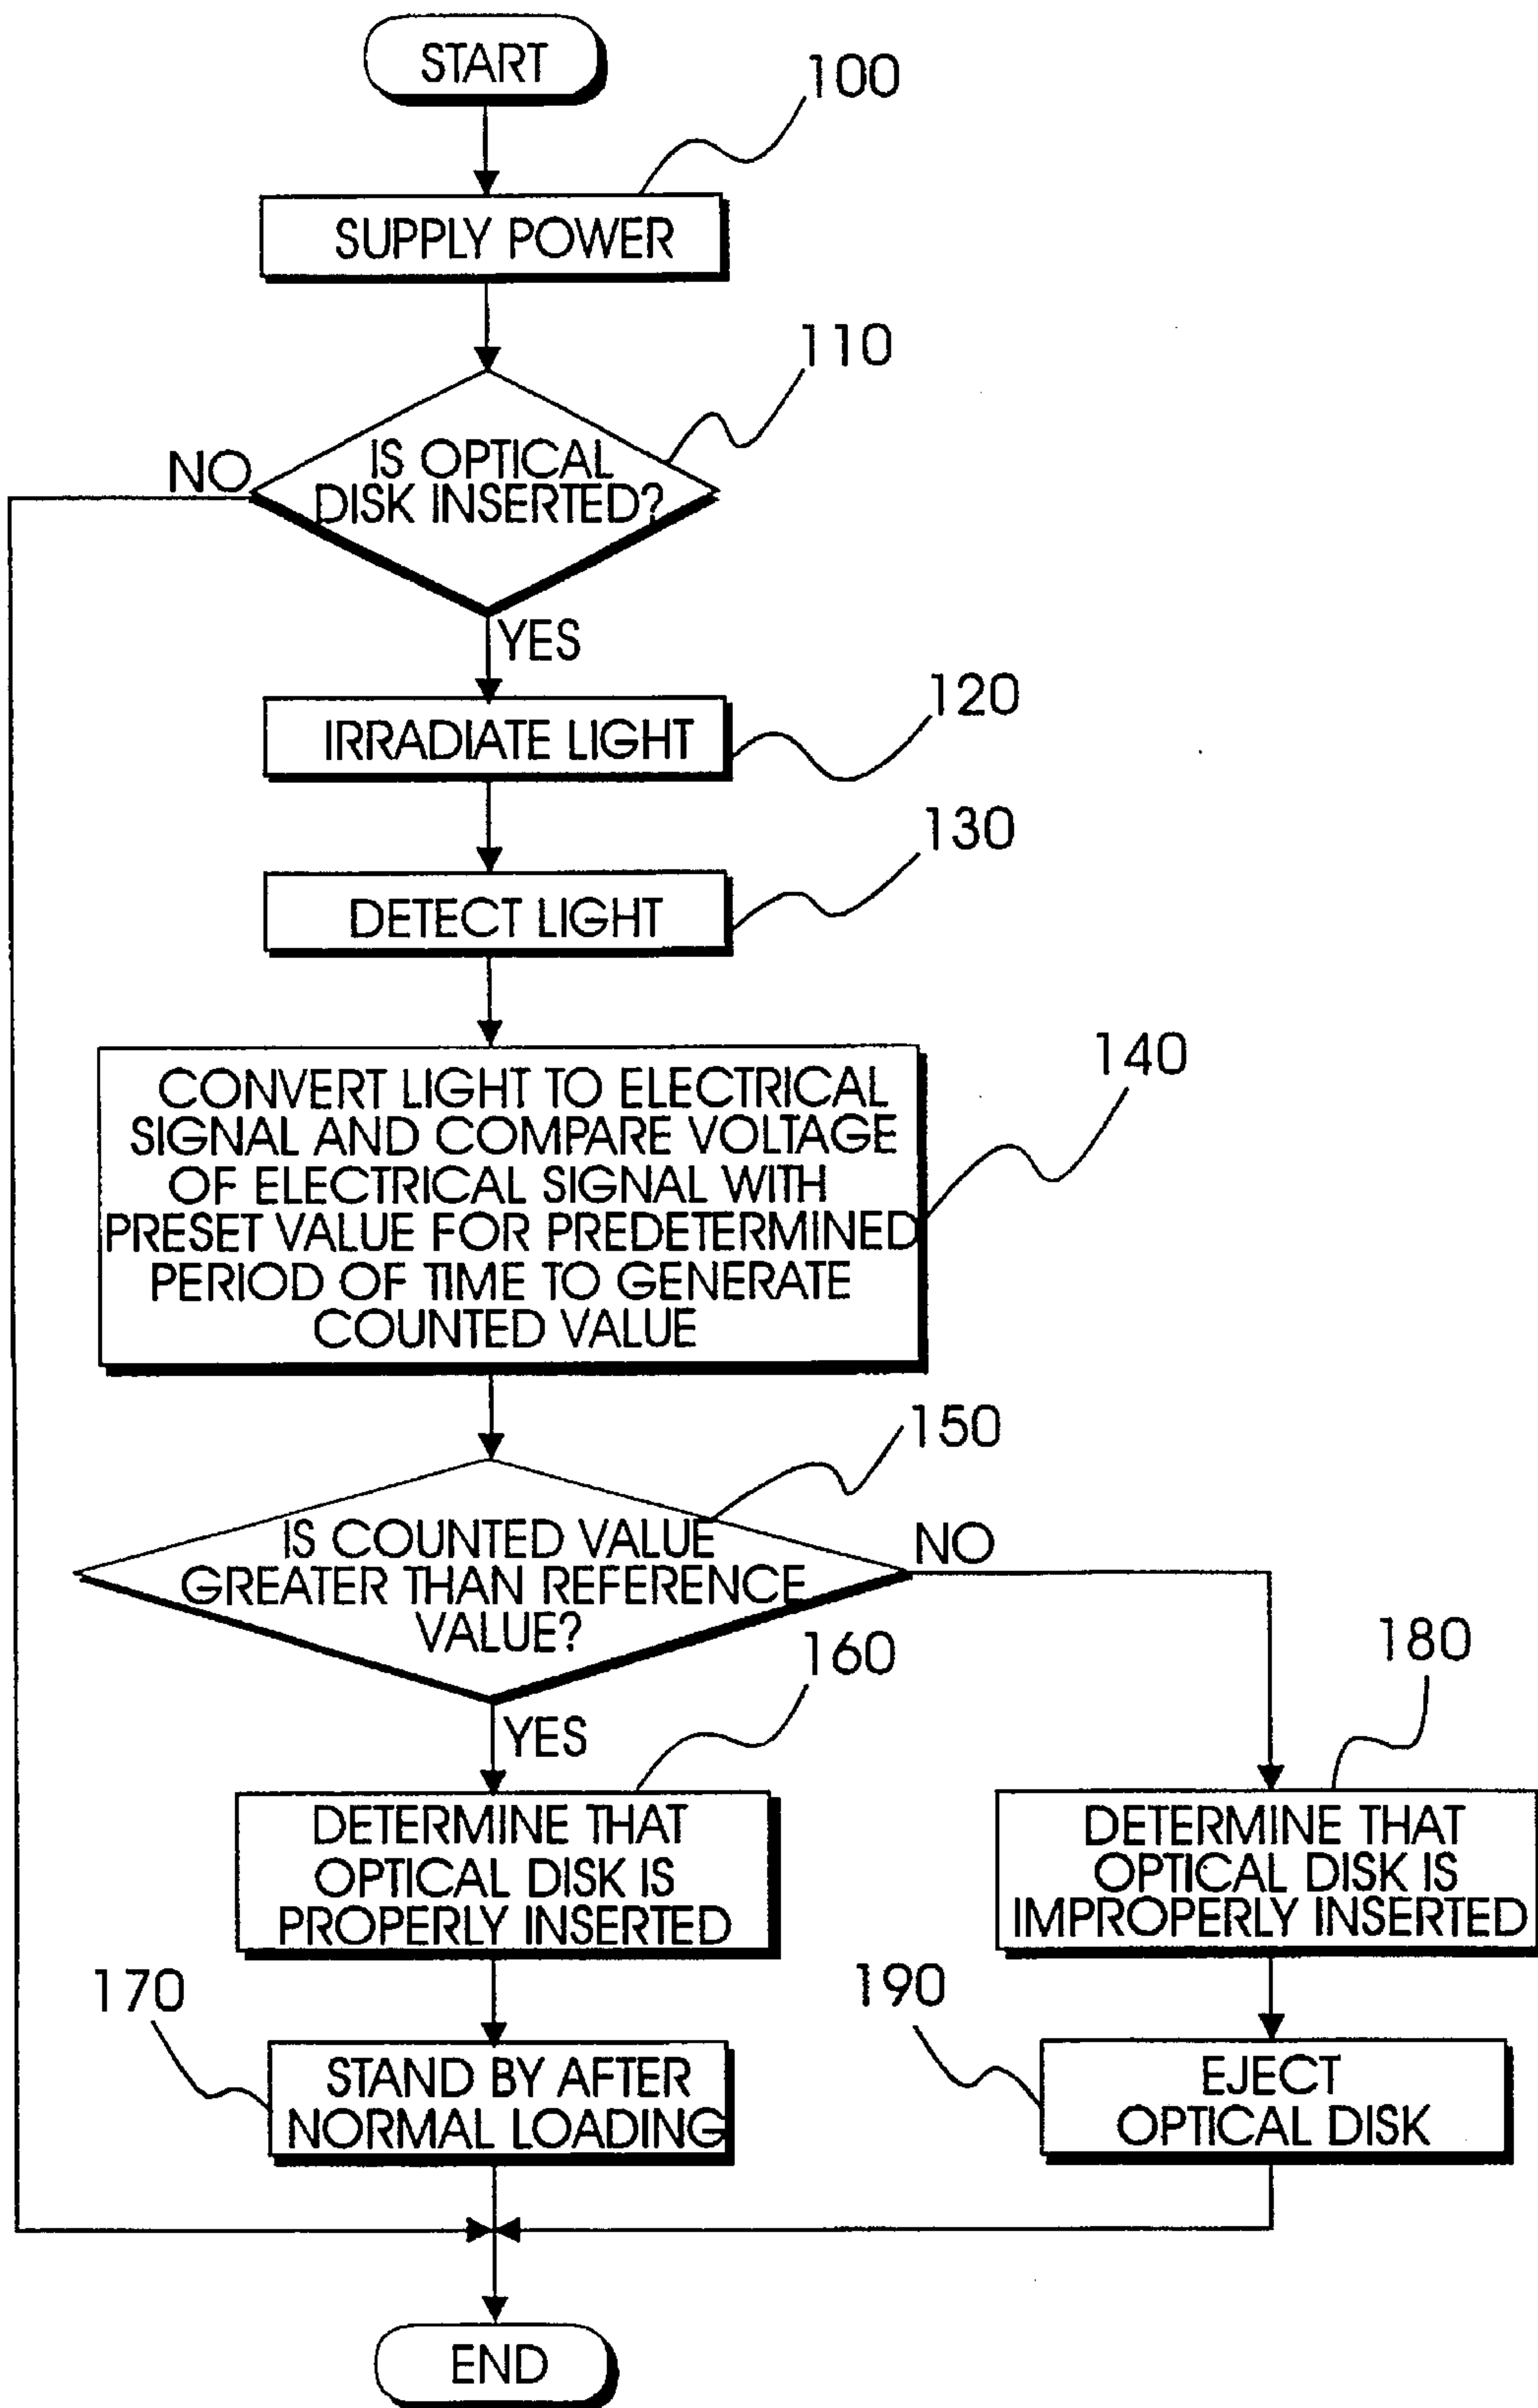 START
100
SUPPLY POWER
110
NO
IS OPTICAL
DISK INSERTED?
YES
120
IRRADIATE LIGHT
130
DETECT LIGHT
140
CONVERT LIGHT TO ELECTRICAL
SIGNAL AND COMPARE VOLTAGE
OF ELECTRICAL SIGNAL WITH
PRESET VALUE FOR PREDETERMINED
PERIOD OF TIME TO GENERATE
COUNTED VALUE
150
IS COUNTED VALUE
GREATER THAN REFERENCE
VALUE?
NO
YES
160
180
DETERMINE THAT
OPTICAL DISK IS
PROPERLY INSERTED
DETERMINE THAT
OPTICAL DISK IS
IMPROPERLY INSERTED
170
190
STAND BY AFTER
NORMAL LOADING
EJECT
OPTICAL DISK
END